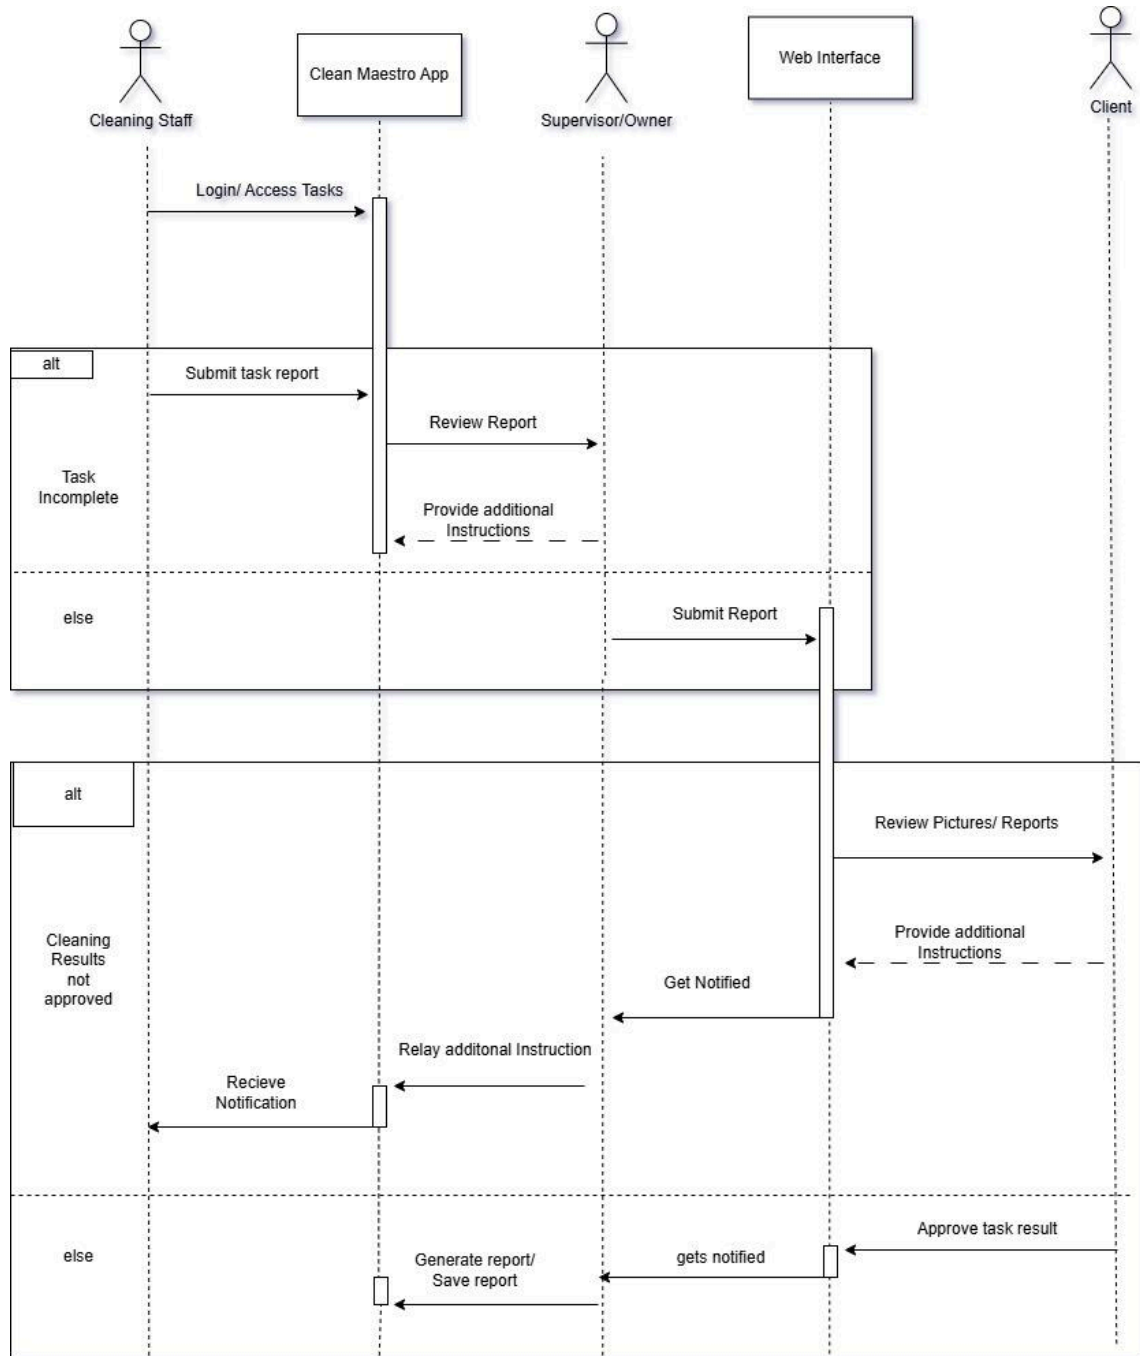 Cleaning Staff
Clean Maestro App
Supervisor/Owner
Web Interface
Client
Login/ Access Tasks
alt
Submit task report
Review Report
Task
Incomplete
Provide additional
Instructions
else
Submit Report
alt
Review Pictures/ Reports
Cleaning
Results
not
approved
Provide additional
Instructions
Get Notified
Relay additonal Instruction
Recieve
Notification
else
Approve task result
gets notified
Generate report/
Save report